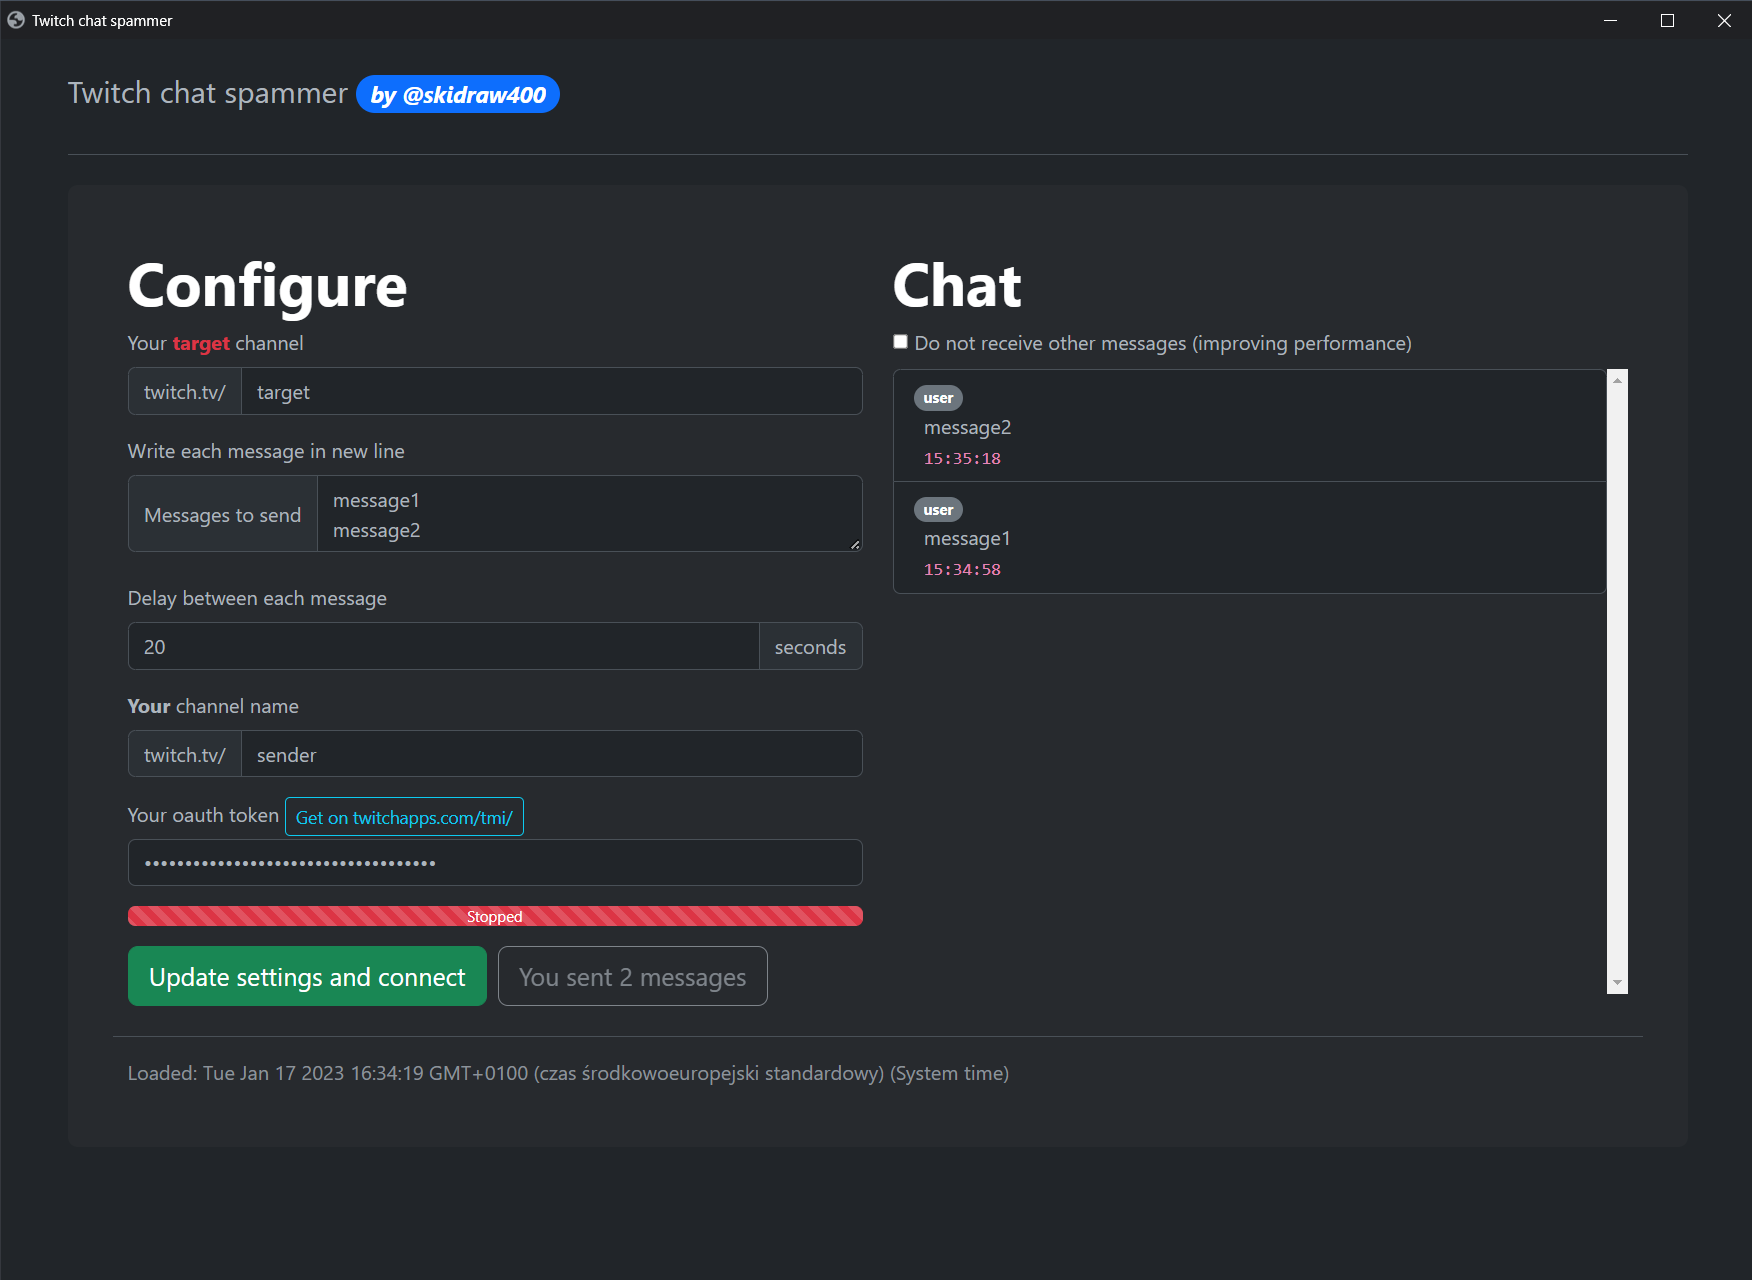 Twitch chat spammer
Twitch chat spammer by @skidraw400
Configure
Your target channel
twitch.tv/ target
Write each message in new line
Messages to send
message1
message2
Delay between each message
20 seconds
Your channel name
twitch.tv/ sender
Your oauth token Get on twitchapps.com/tmi/
••••••••••••••••••••••••••••••••••••
Stopped
Update settings and connect You sent 2 messages
Chat
Do not receive other messages (improving performance)
user
message2
15:35:18
user
message1
15:34:58
Loaded: Tue Jan 17 2023 16:34:19 GMT+0100 (czas środkowoeuropejski standardowy) (System time)